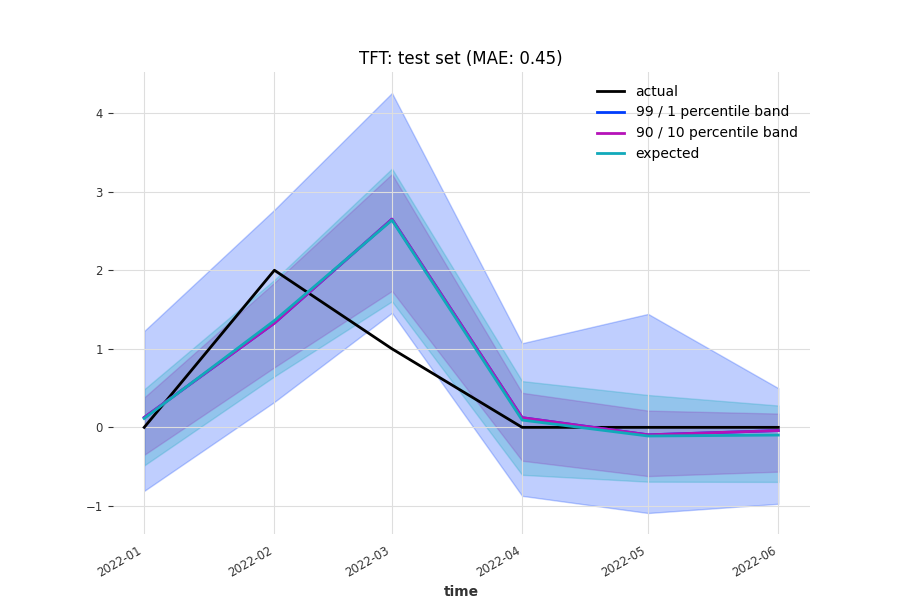 TFT: test set (MAE: 0.45)
actual
99 / 1 percentile band
90 / 10 percentile band
expected
4
3
2
1
0
−1
2022-01
2022-02
2022-03
2022-04
2022-05
2022-06
time